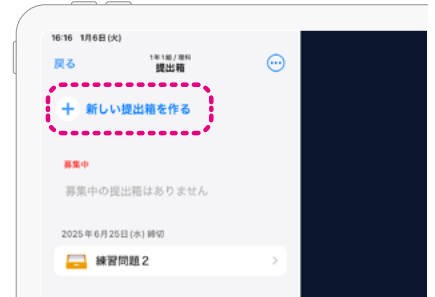 16:16 1月6日(火)
戻る
1年1組 / 理科
提出箱
新しい提出箱を作る
募集中
募集中の提出箱はありません
2025年6月25日(水) 締切
練習問題2